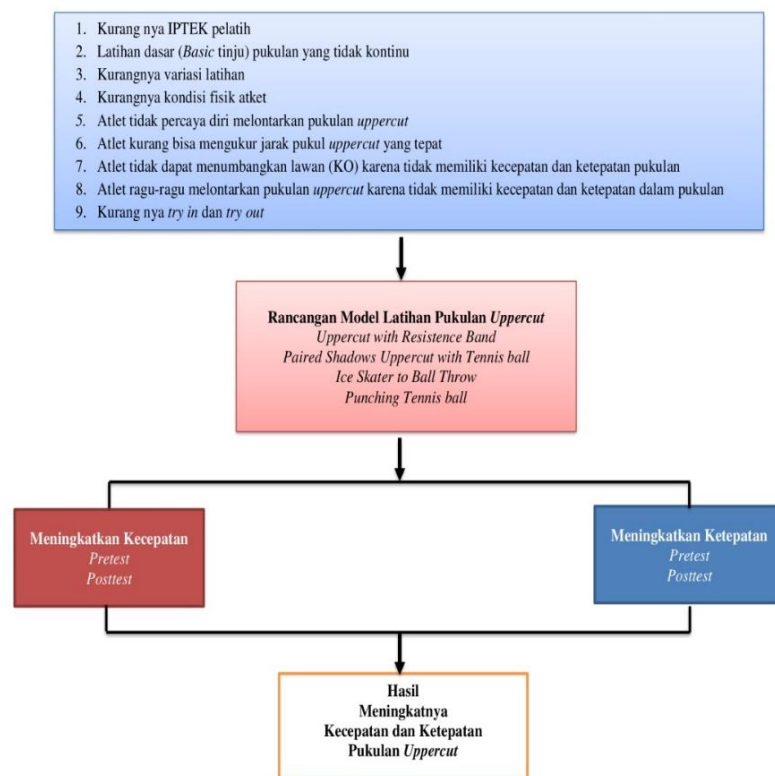 1. Kurang nya IPTEK pelatih
2. Latihan dasar (Basic tinju) pukulan yang tidak kontinu
3. Kurangnya variasi latihan
4. Kurangnya kondisi fisik atket
5. Atlet tidak percaya diri melontarkan pukulan uppercut
6. Atlet kurang bisa mengukur jarak pukul uppercut yang tepat
7. Atlet tidak dapat menumbangkan lawan (KO) karena tidak memiliki kecepatan dan ketepatan pukulan
8. Atlet ragu-ragu melontarkan pukulan uppercut karena tidak memiliki kecepatan dan ketepatan dalam pukulan
9. Kurang nya try in dan try out
Rancangan Model Latihan Pukulan Uppercut
Uppercut with Resistence Band
Paired Shadows Uppercut with Tennis ball
Ice Skater to Ball Throw
Punching Tennis ball
Meningkatkan Kecepatan
Pretest
Posttest
Meningkatkan Ketepatan
Pretest
Posttest
Hasil
Meningkatnya
Kecepatan dan Ketepatan
Pukulan Uppercut